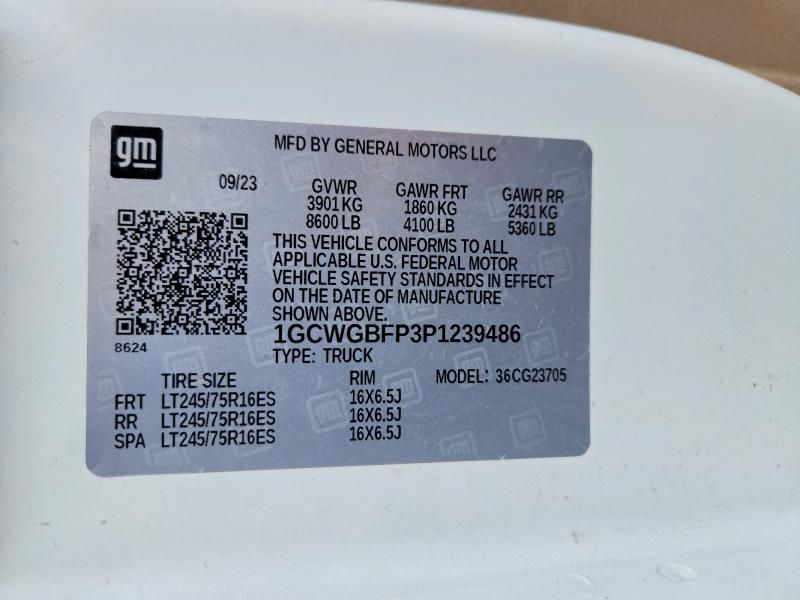 gm
MFD BY GENERAL MOTORS LLC
09/23 GVWR GAWR FRT GAWR RR
3901 KG 1860 KG 2431 KG
8600 LB 4100 LB 5360 LB
THIS VEHICLE CONFORMS TO ALL
APPLICABLE U.S. FEDERAL MOTOR
VEHICLE SAFETY STANDARDS IN EFFECT
ON THE DATE OF MANUFACTURE
SHOWN ABOVE.
8624
1GCWGBFP3P1239486
TYPE: TRUCK
TIRE SIZE RIM MODEL: 36CG23705
FRT LT245/75R16ES 16X6.5J
RR LT245/75R16ES 16X6.5J
SPA LT245/75R16ES 16X6.5J